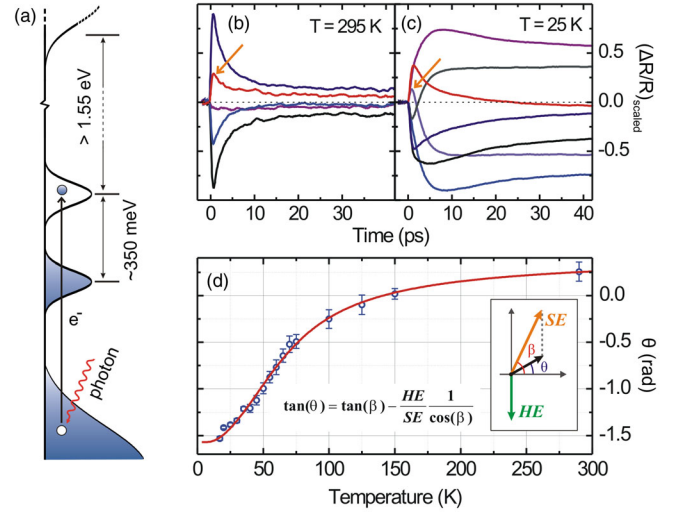 (a)
> 1.55 eV
~350 meV
e-
photon
(b)
T = 295 K
(c)
T = 25 K
0.5
0.0
-0.5
(ΔR/R)scaled
0
10
20
30
0
10
20
30
40
Time (ps)
(d)
0.0
-0.5
-1.0
-1.5
θ (rad)
SE
β
θ
HE
tan(θ) = tan(β) − HE/SE 1/cos(β)
0
50
100
150
200
250
300
Temperature (K)